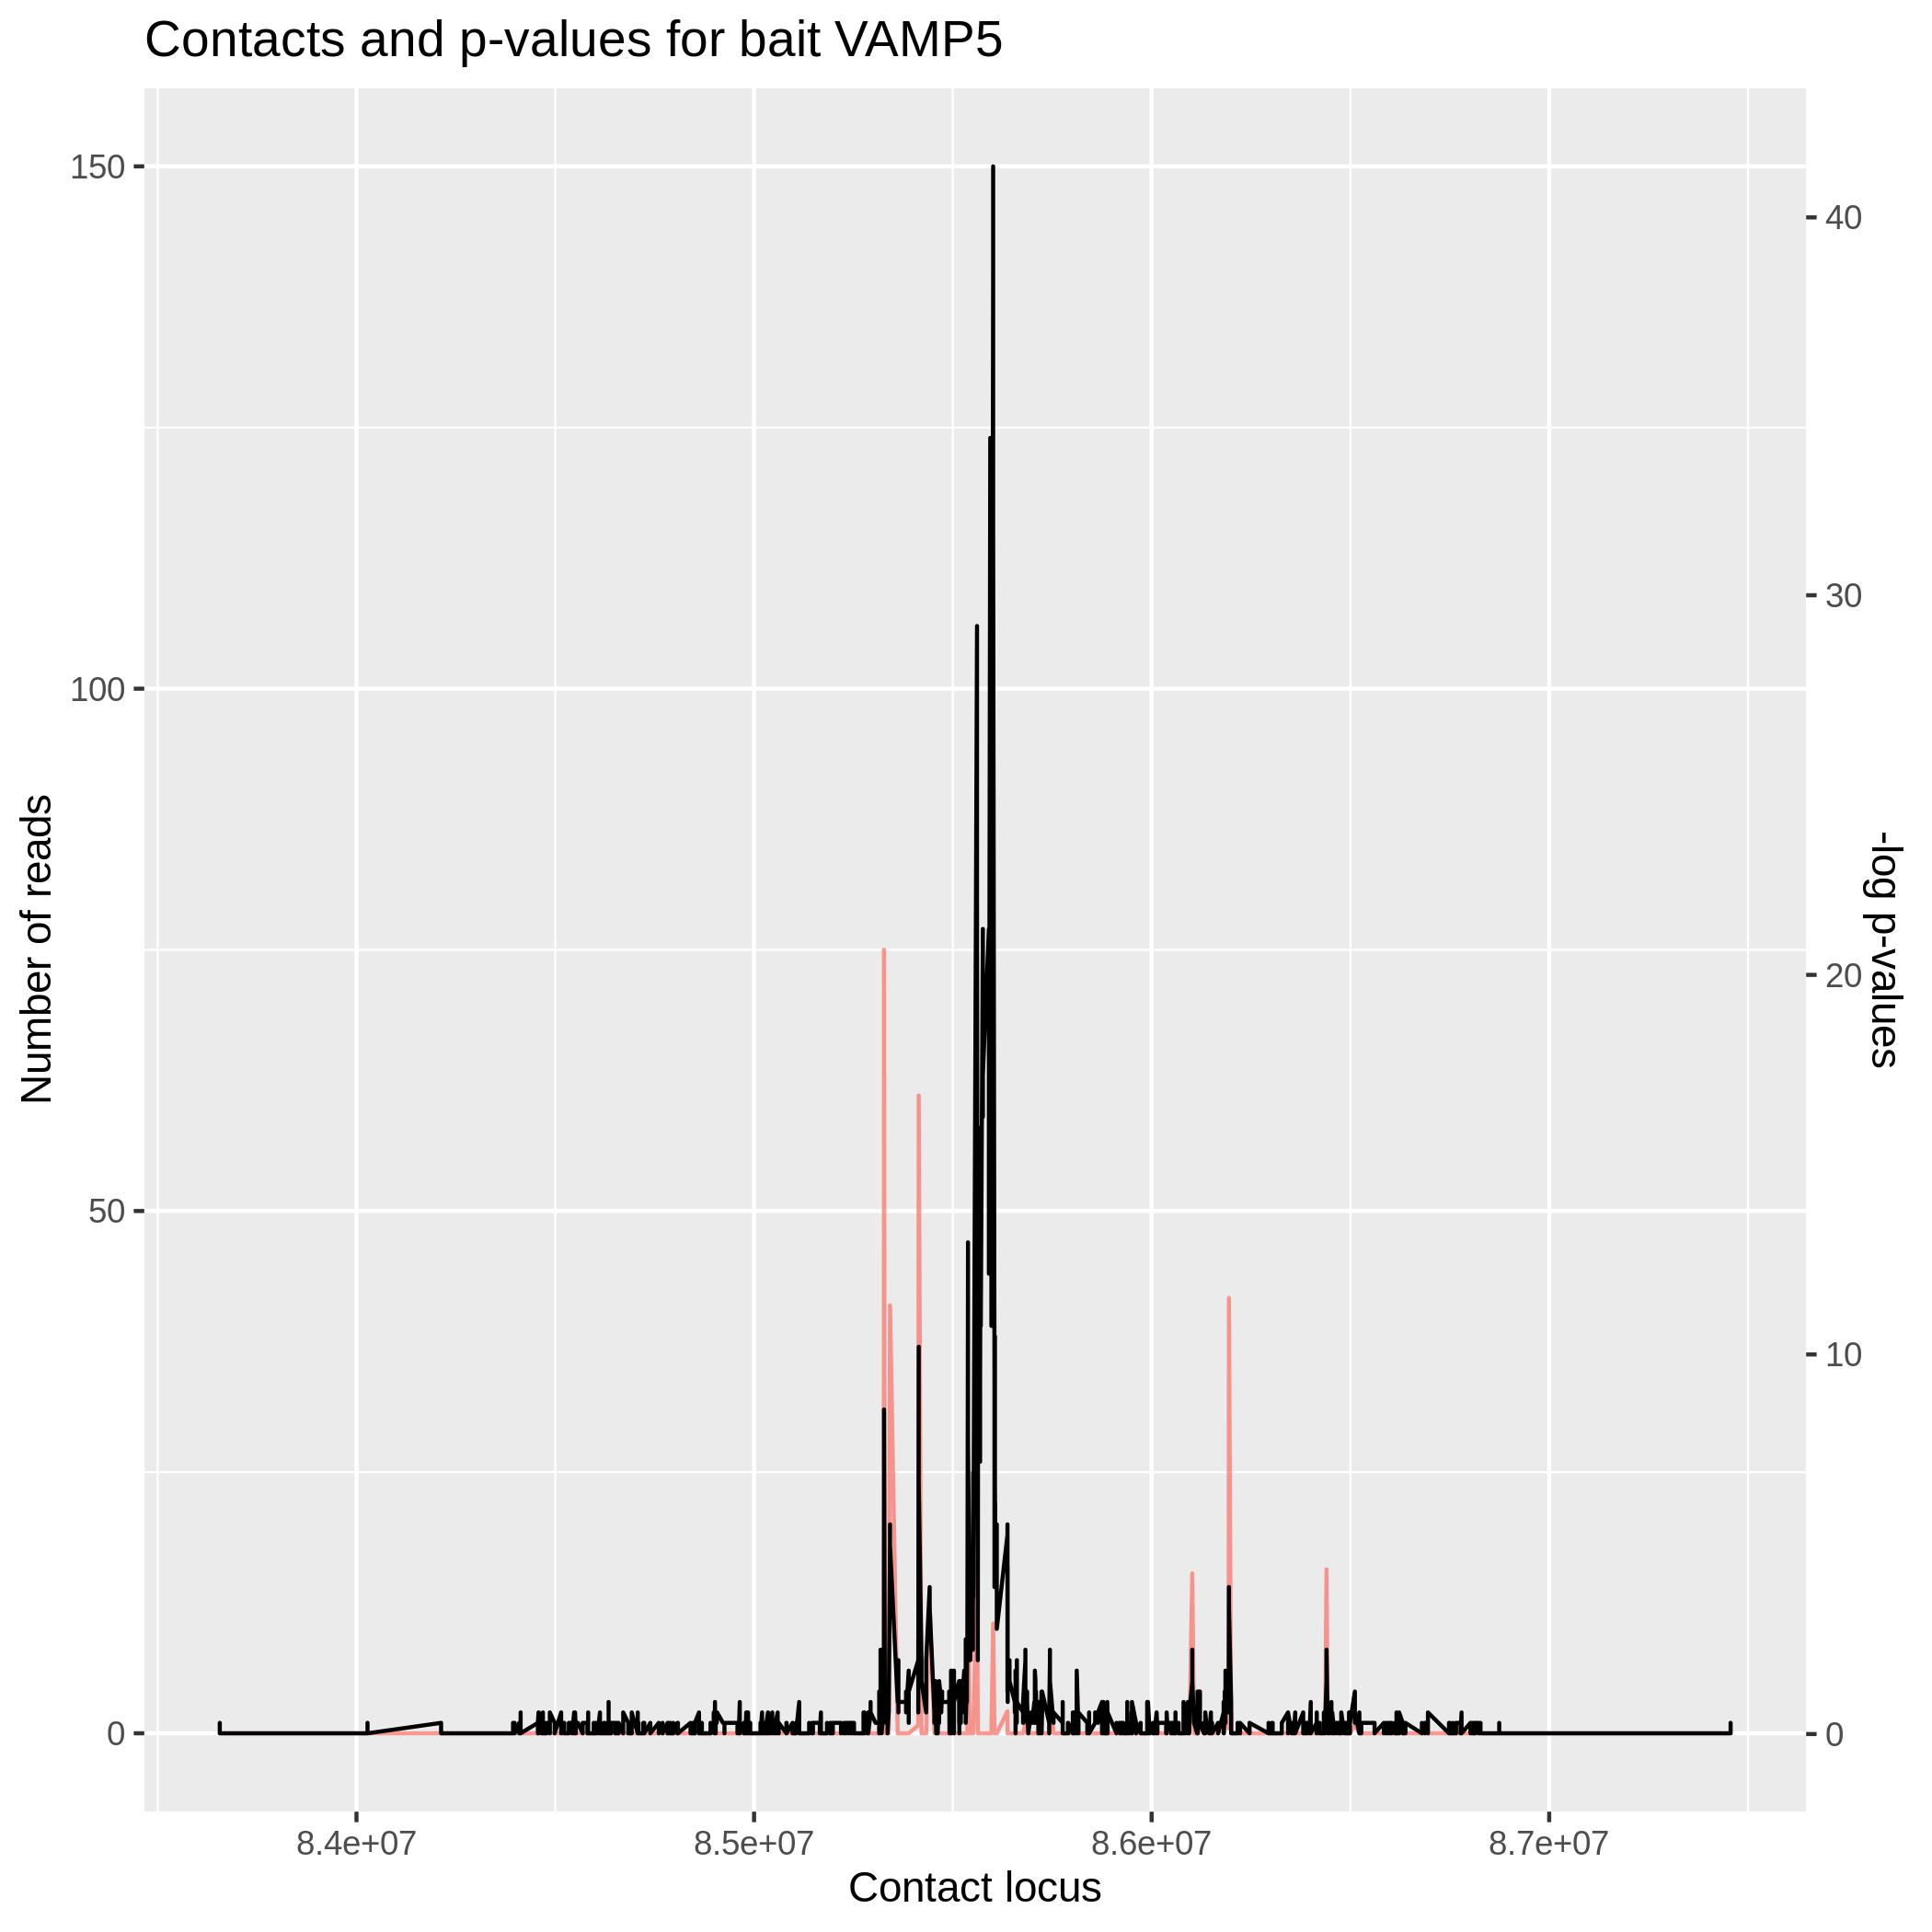 Contacts and p-values for bait VAMP5
150
100
50
0
Number of reads
40
30
20
10
0
-log p-values
8.4e+07
8.5e+07
8.6e+07
8.7e+07
Contact locus